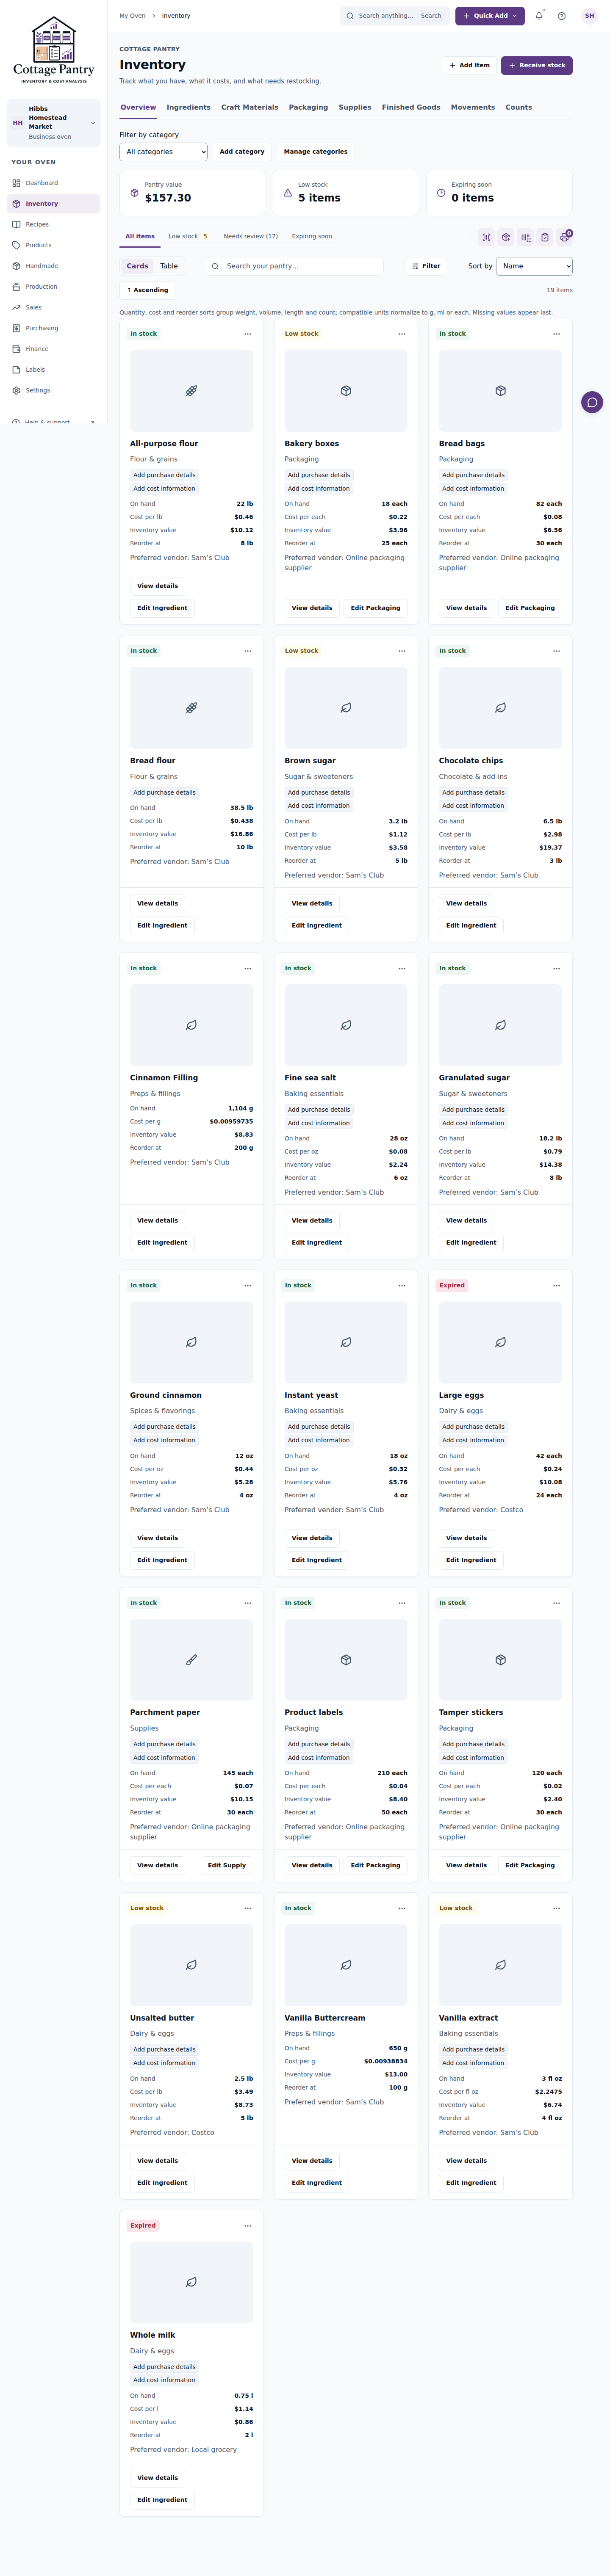 Cottage Pantry
INVENTORY & COST ANALYSIS
HH
Hibbs
Homestead
Market
Business oven
YOUR OVEN
Dashboard
Inventory
Recipes
Products
Handmade
Production
Sales
Purchasing
Finance
Labels
Settings
Help & support
My Oven
Inventory
Search anything...
Search
Quick Add
SH
COTTAGE PANTRY
Inventory
Track what you have, what it costs, and what needs restocking.
Add Item
Receive stock
Overview
Ingredients
Craft Materials
Packaging
Supplies
Finished Goods
Movements
Counts
Filter by category
All categories
Add category
Manage categories
Pantry value
$157.30
Low stock
5 items
Expiring soon
0 items
All items
Low stock 5
Needs review (17)
Expiring soon
0
Cards
Table
Search your pantry...
Filter
Sort by
Name
↑ Ascending
19 items
Quantity, cost and reorder sorts group weight, volume, length and count; compatible units normalize to g, ml or each. Missing values appear last.
In stock
All-purpose flour
Flour & grains
Add purchase details
Add cost information
On hand 22 lb
Cost per lb $0.46
Inventory value $10.12
Reorder at 8 lb
Preferred vendor: Sam's Club
View details
Edit Ingredient
Low stock
Bakery boxes
Packaging
Add purchase details
Add cost information
On hand 18 each
Cost per each $0.22
Inventory value $3.96
Reorder at 25 each
Preferred vendor: Online packaging
supplier
View details
Edit Packaging
In stock
Bread bags
Packaging
Add purchase details
Add cost information
On hand 82 each
Cost per each $0.08
Inventory value $6.56
Reorder at 30 each
Preferred vendor: Online packaging
supplier
View details
Edit Packaging
In stock
Bread flour
Flour & grains
Add purchase details
On hand 38.5 lb
Cost per lb $0.438
Inventory value $16.86
Reorder at 10 lb
Preferred vendor: Sam's Club
View details
Edit Ingredient
Low stock
Brown sugar
Sugar & sweeteners
Add purchase details
Add cost information
On hand 3.2 lb
Cost per lb $1.12
Inventory value $3.58
Reorder at 5 lb
Preferred vendor: Sam's Club
View details
Edit Ingredient
In stock
Chocolate chips
Chocolate & add-ins
Add purchase details
Add cost information
On hand 6.5 lb
Cost per lb $2.98
Inventory value $19.37
Reorder at 3 lb
Preferred vendor: Sam's Club
View details
Edit Ingredient
In stock
Cinnamon Filling
Preps & fillings
On hand 1,104 g
Cost per g $0.00959735
Inventory value $8.83
Reorder at 200 g
Preferred vendor: Sam's Club
View details
Edit Ingredient
In stock
Fine sea salt
Baking essentials
Add purchase details
Add cost information
On hand 28 oz
Cost per oz $0.08
Inventory value $2.24
Reorder at 6 oz
Preferred vendor: Sam's Club
View details
Edit Ingredient
In stock
Granulated sugar
Sugar & sweeteners
Add purchase details
Add cost information
On hand 18.2 lb
Cost per lb $0.79
Inventory value $14.38
Reorder at 8 lb
Preferred vendor: Sam's Club
View details
Edit Ingredient
In stock
Ground cinnamon
Spices & flavorings
Add purchase details
Add cost information
On hand 12 oz
Cost per oz $0.44
Inventory value $5.28
Reorder at 4 oz
Preferred vendor: Sam's Club
View details
Edit Ingredient
In stock
Instant yeast
Baking essentials
Add purchase details
Add cost information
On hand 18 oz
Cost per oz $0.32
Inventory value $5.76
Reorder at 4 oz
Preferred vendor: Sam's Club
View details
Edit Ingredient
Expired
Large eggs
Dairy & eggs
Add purchase details
Add cost information
On hand 42 each
Cost per each $0.24
Inventory value $10.08
Reorder at 24 each
Preferred vendor: Costco
View details
Edit Ingredient
In stock
Parchment paper
Supplies
Add purchase details
Add cost information
On hand 145 each
Cost per each $0.07
Inventory value $10.15
Reorder at 30 each
Preferred vendor: Online packaging
supplier
View details
Edit Supply
In stock
Product labels
Packaging
Add purchase details
Add cost information
On hand 210 each
Cost per each $0.04
Inventory value $8.40
Reorder at 50 each
Preferred vendor: Online packaging
supplier
View details
Edit Packaging
In stock
Tamper stickers
Packaging
Add purchase details
Add cost information
On hand 120 each
Cost per each $0.02
Inventory value $2.40
Reorder at 30 each
Preferred vendor: Online packaging
supplier
View details
Edit Packaging
Low stock
Unsalted butter
Dairy & eggs
Add purchase details
Add cost information
On hand 2.5 lb
Cost per lb $3.49
Inventory value $8.73
Reorder at 5 lb
Preferred vendor: Costco
View details
Edit Ingredient
In stock
Vanilla Buttercream
Preps & fillings
On hand 650 g
Cost per g $0.00938834
Inventory value $13.00
Reorder at 100 g
Preferred vendor: Sam's Club
View details
Edit Ingredient
Low stock
Vanilla extract
Baking essentials
Add purchase details
Add cost information
On hand 3 fl oz
Cost per fl oz $2.2475
Inventory value $6.74
Reorder at 4 fl oz
Preferred vendor: Sam's Club
View details
Edit Ingredient
Expired
Whole milk
Dairy & eggs
Add purchase details
Add cost information
On hand 0.75 l
Cost per l $1.14
Inventory value $0.86
Reorder at 2 l
Preferred vendor: Local grocery
View details
Edit Ingredient